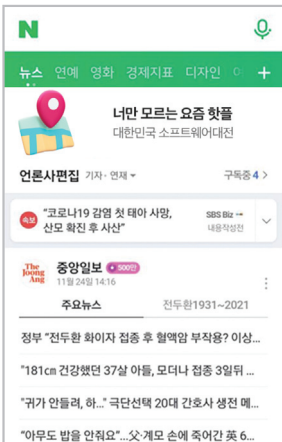 N
뉴스 연예 영화 경제지표 디자인
너만 모르는 요즘 핫플
대한민국 소프트웨어대전
언론사편집 기자·연재 구독중 4 >
속보 “코로나19 감염 첫 태아 사망, 산모 확진 후 사산” SBS Biz
내용작성전
The JoongAng 중앙일보 500만
11월 24일 14:16
주요뉴스 전두환1931~2021
정부 “전두환 화이자 접종 후 혈액암 부작용? 이상...
“181cm 건강했던 37살 아들, 모더나 접종 3일뒤 ...
“귀가 안들려, 하...” 극단선택 20대 간호사 생전 메...
“아무도 밥을 안줘요”...父·계모 손에 죽어간 英 6...